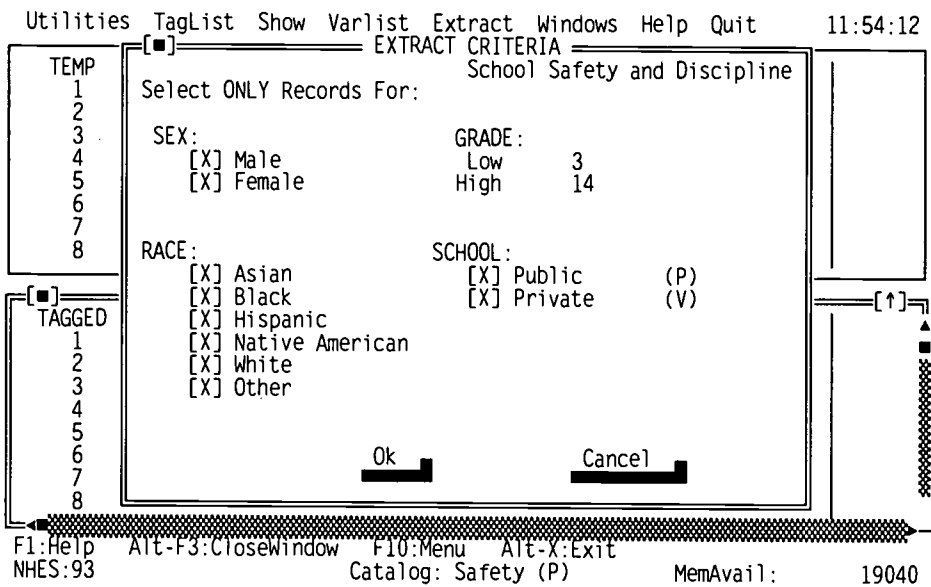 Utilities TagList Show Varlist Extract Windows Help Quit 11:54:12
[■] EXTRACT CRITERIA
TEMP School Safety and Discipline
1 Select ONLY Records For:
2
3 SEX: GRADE:
4 [X] Male Low 3
5 [X] Female High 14
6
7
8 RACE: SCHOOL:
[X] Asian [X] Public (P)
[■] [X] Black [X] Private (V) [↑]
TAGGED [X] Hispanic
1 [X] Native American
2 [X] White
3 [X] Other
4
5
6 Ok Cancel
7
8
F1:Help Alt-F3:CloseWindow F10:Menu Alt-X:Exit
NHES:93 Catalog: Safety (P) MemAvail: 19040